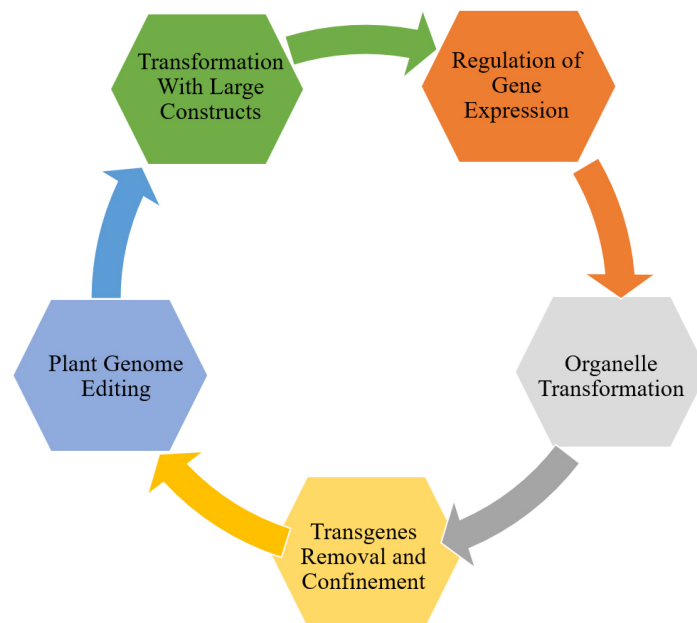 Transformation
With Large
Constructs
Regulation of
Gene
Expression
Organelle
Transformation
Transgenes
Removal and
Confinement
Plant Genome
Editing